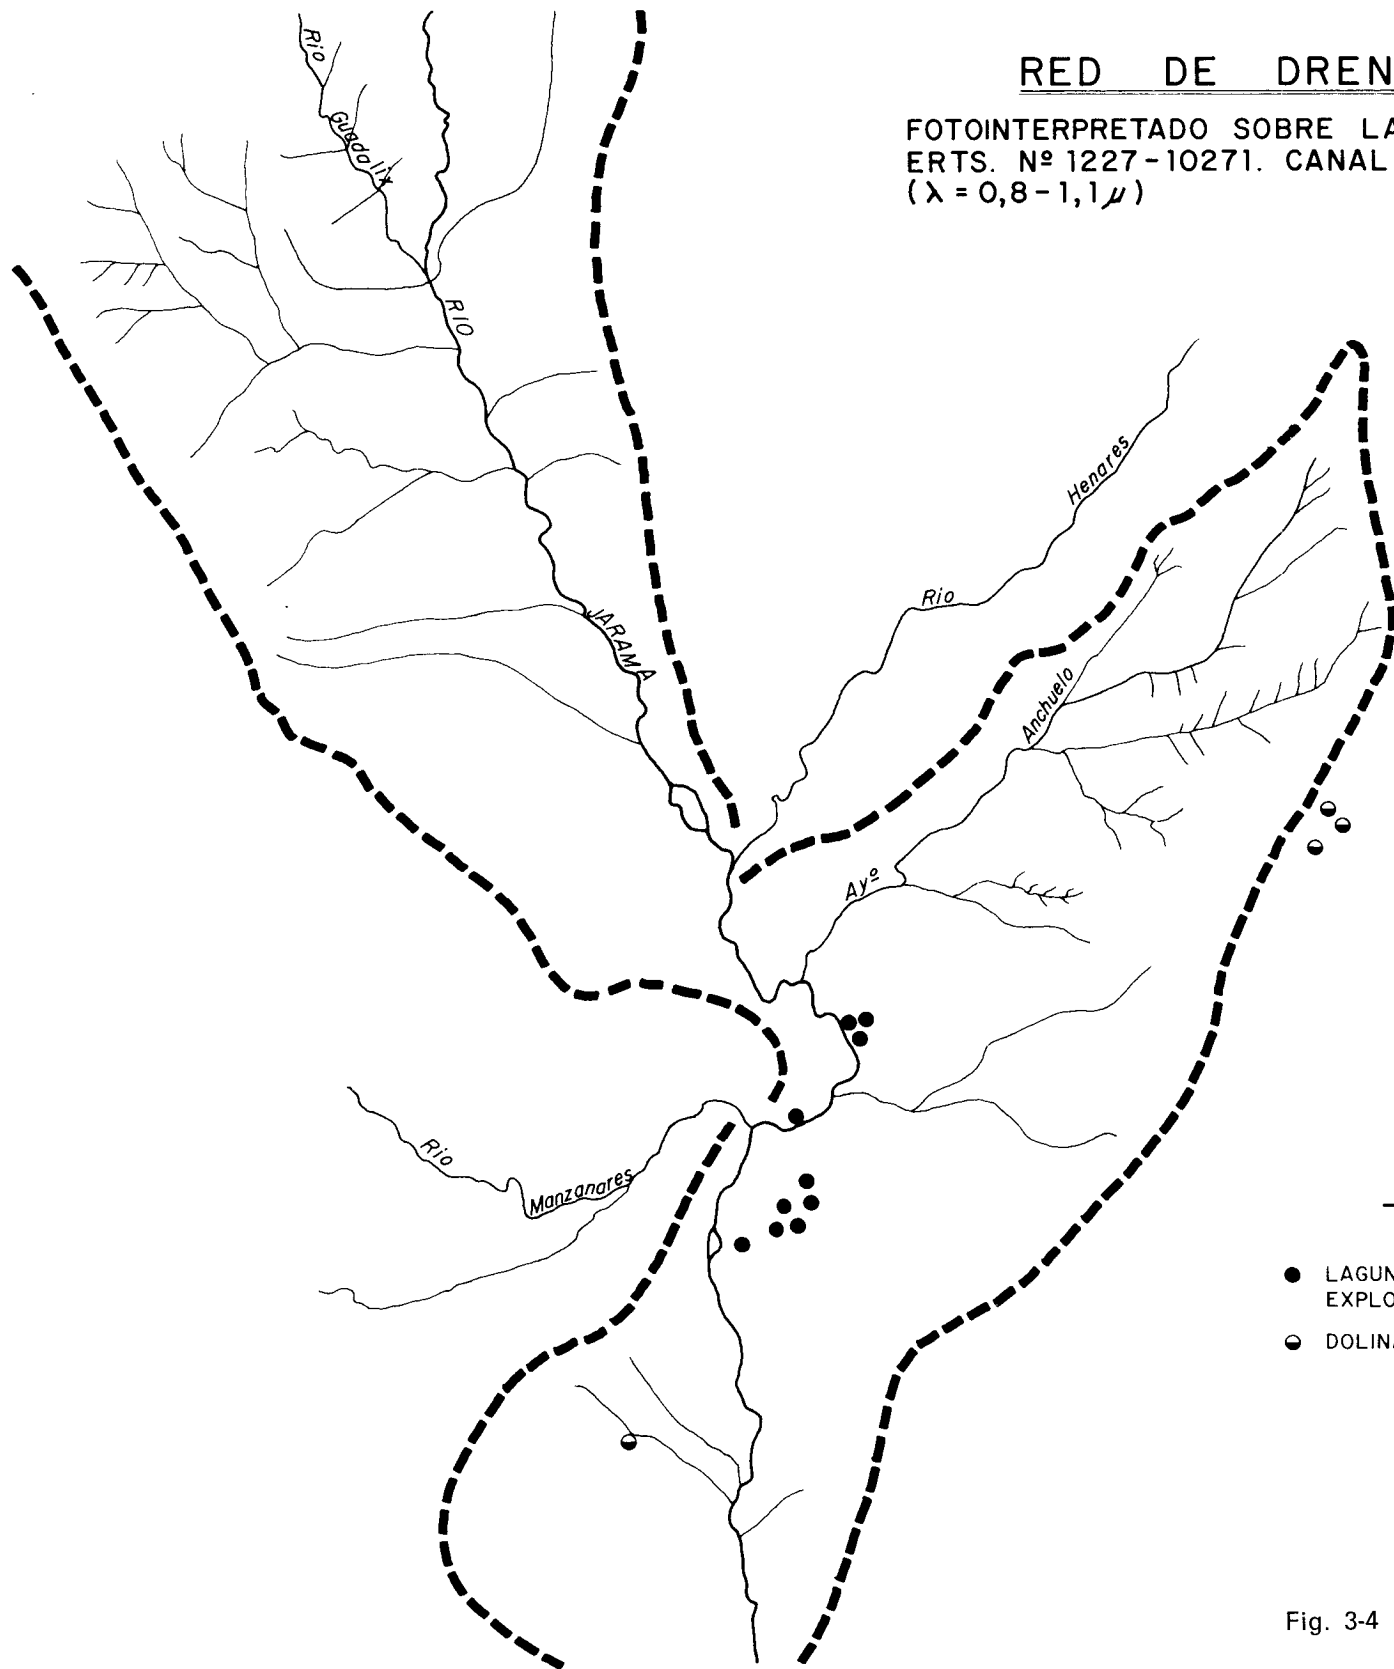 RED DE DREN
FOTOINTERPRETADO SOBRE LA
ERTS. Nº 1227-10271. CANAL
(λ = 0,8-1,1 μ)
Rio
Guadalix
RIO
JARAMA
Henares
Rio
Anchuelo
Ayº
Rio
Manzanares
LAGUN
EXPLO
DOLIN
Fig. 3-4